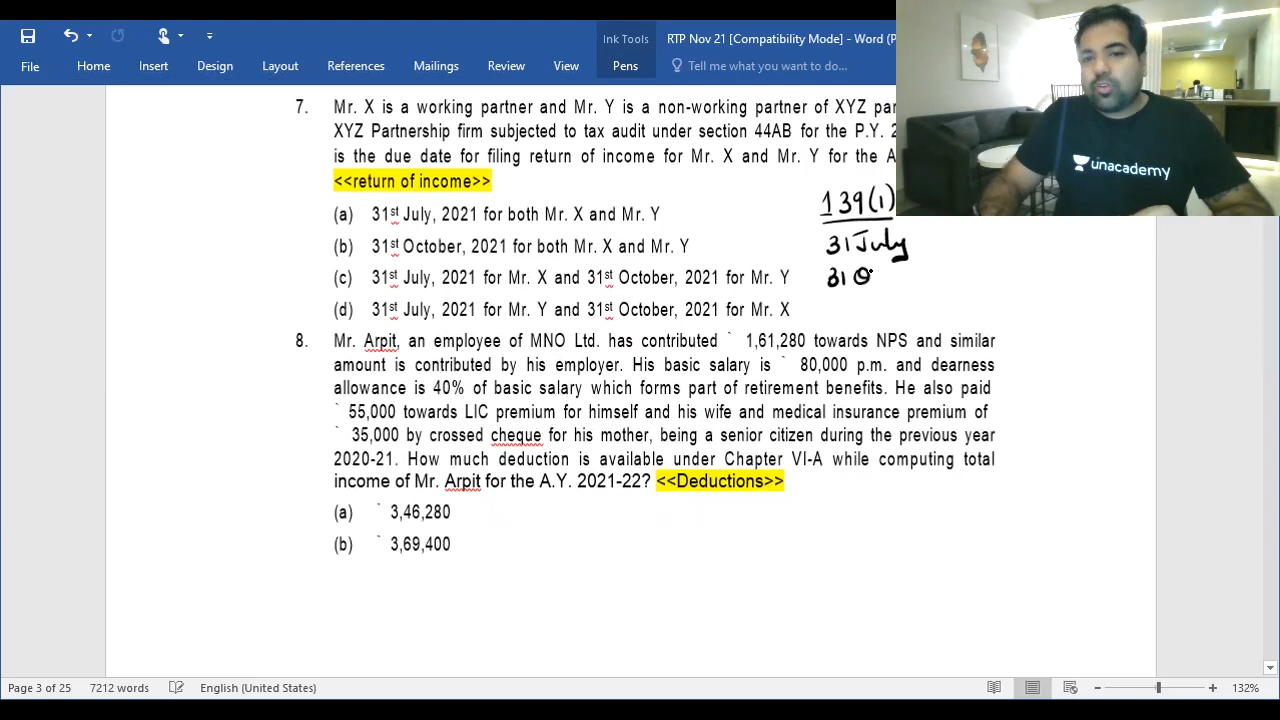 RTP Nov 21 [Compatibility Mode] - Word (P
Ink Tools
File Home Insert Design Layout References Mailings Review View Pens Tell me what you want to do...
7. Mr. X is a working partner and Mr. Y is a non-working partner of XYZ par
XYZ Partnership firm subjected to tax audit under section 44AB for the P.Y. 2
is the due date for filing return of income for Mr. X and Mr. Y for the A
<<return of income>>
(a) 31st July, 2021 for both Mr. X and Mr. Y
(b) 31st October, 2021 for both Mr. X and Mr. Y
(c) 31st July, 2021 for Mr. X and 31st October, 2021 for Mr. Y
(d) 31st July, 2021 for Mr. Y and 31st October, 2021 for Mr. X
139(1)
31 July
31 O
unacademy
8. Mr. Arpit, an employee of MNO Ltd. has contributed ` 1,61,280 towards NPS and similar
amount is contributed by his employer. His basic salary is ` 80,000 p.m. and dearness
allowance is 40% of basic salary which forms part of retirement benefits. He also paid
` 55,000 towards LIC premium for himself and his wife and medical insurance premium of
` 35,000 by crossed cheque for his mother, being a senior citizen during the previous year
2020-21. How much deduction is available under Chapter VI-A while computing total
income of Mr. Arpit for the A.Y. 2021-22? <<Deductions>>
(a) ` 3,46,280
(b) ` 3,69,400
Page 3 of 25 7212 words English (United States) 132%